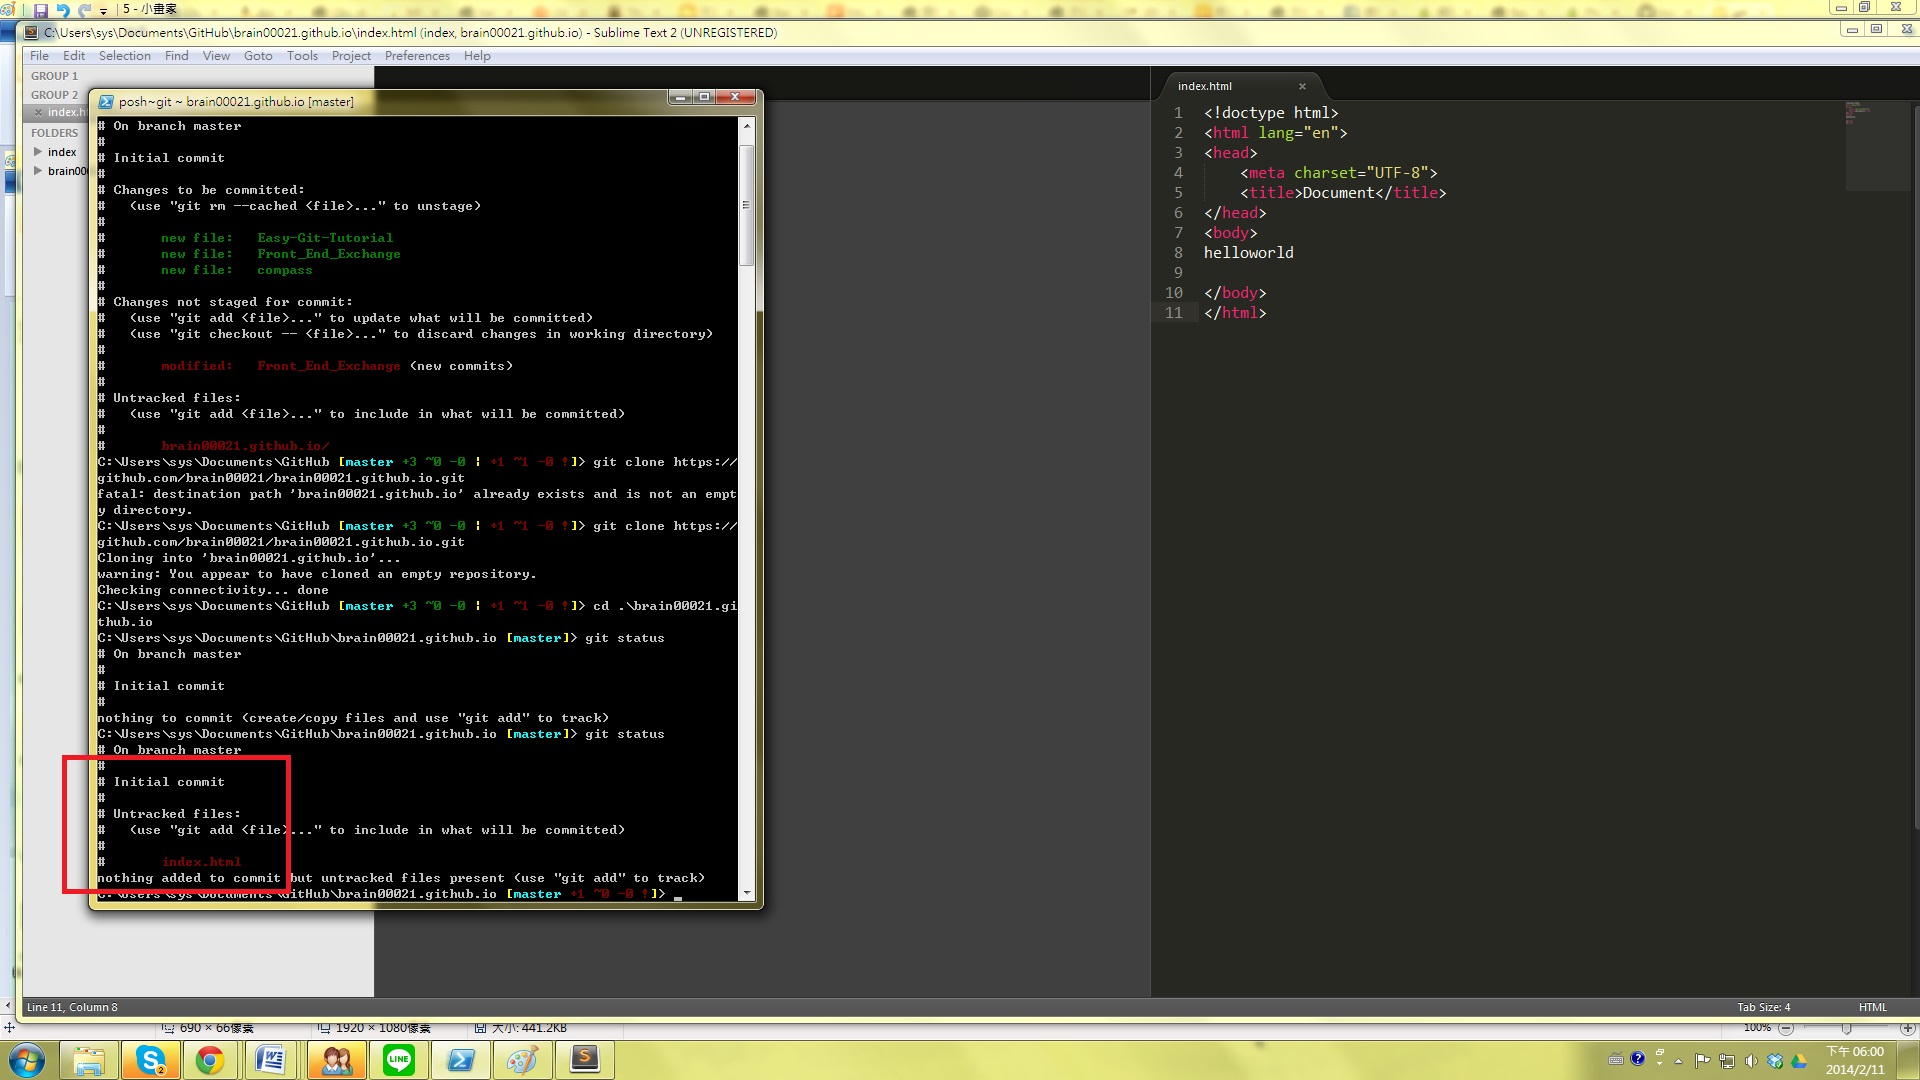 5 - 小畫家
C:\Users\sys\Documents\GitHub\brain00021.github.io\index.html (index, brain00021.github.io) - Sublime Text 2 (UNREGISTERED)
File Edit Selection Find View Goto Tools Project Preferences Help
GROUP 1
GROUP 2
index.h
FOLDERS
index
brain00
posh~git ~ brain00021.github.io [master]
# On branch master
#
# Initial commit
#
# Changes to be committed:
#   (use "git rm --cached <file>..." to unstage)
#
#       new file:   Easy-Git-Tutorial
#       new file:   Front_End_Exchange
#       new file:   compass
#
# Changes not staged for commit:
#   (use "git add <file>..." to update what will be committed)
#   (use "git checkout -- <file>..." to discard changes in working directory)
#
#       modified:   Front_End_Exchange (new commits)
#
# Untracked files:
#   (use "git add <file>..." to include in what will be committed)
#
#       brain00021.github.io/
C:\Users\sys\Documents\GitHub [master +3 ~0 -0 | +1 ~1 -0 !]> git clone https://
github.com/brain00021/brain00021.github.io.git
fatal: destination path 'brain00021.github.io' already exists and is not an empt
y directory.
C:\Users\sys\Documents\GitHub [master +3 ~0 -0 | +1 ~1 -0 !]> git clone https://
github.com/brain00021/brain00021.github.io.git
Cloning into 'brain00021.github.io'...
warning: You appear to have cloned an empty repository.
Checking connectivity... done
C:\Users\sys\Documents\GitHub [master +3 ~0 -0 | +1 ~1 -0 !]> cd .\brain00021.gi
thub.io
C:\Users\sys\Documents\GitHub\brain00021.github.io [master]> git status
# On branch master
#
# Initial commit
#
nothing to commit (create/copy files and use "git add" to track)
C:\Users\sys\Documents\GitHub\brain00021.github.io [master]> git status
# On branch master
#
# Initial commit
#
# Untracked files:
#   (use "git add <file>..." to include in what will be committed)
#
#       index.html
nothing added to commit but untracked files present (use "git add" to track)
C:\Users\sys\Documents\GitHub\brain00021.github.io [master +1 ~0 -0 !]>
index.html
1 <!doctype html>
2 <html lang="en">
3 <head>
4     <meta charset="UTF-8">
5     <title>Document</title>
6 </head>
7 <body>
8 helloworld
9
10 </body>
11 </html>
Line 11, Column 8
Tab Size: 4 HTML
690 × 66像素 1920 × 1080像素 大小: 441.2KB 100%
LINE
下午 06:00
2014/2/11